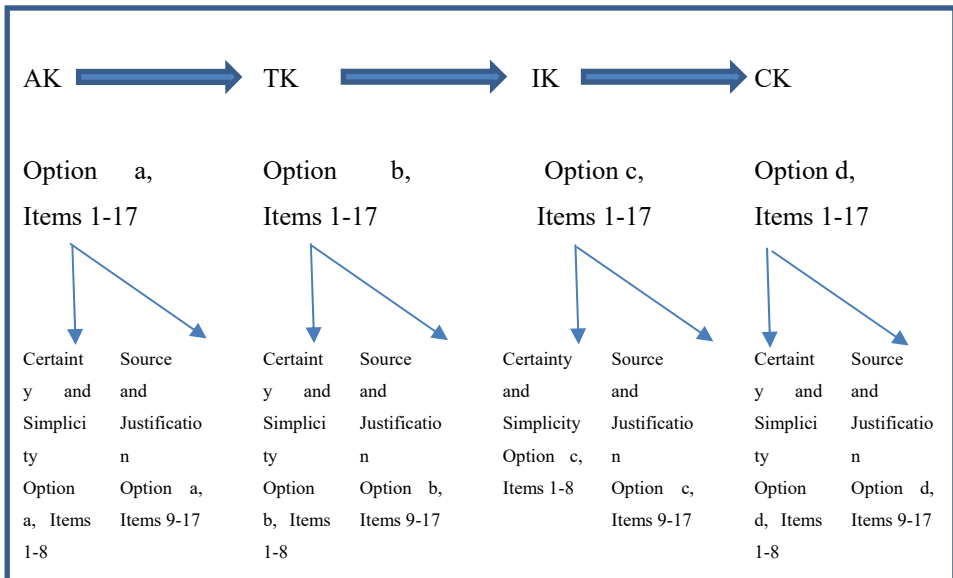 AK TK IK CK
Option a,
Items 1-17
Option b,
Items 1-17
Option c,
Items 1-17
Option d,
Items 1-17
Certaint
y and
Simplici
ty
Option
a, Items
1-8
Source
and
Justificatio
n
Option a,
Items 9-17
Certaint
y and
Simplici
ty
Option
b, Items
1-8
Source
and
Justificatio
n
Option b,
Items 9-17
Certainty
and
Simplicity
Option c,
Items 1-8
Source
and
Justificatio
n
Option c,
Items 9-17
Certaint
y and
Simplici
ty
Option
d, Items
1-8
Source
and
Justificatio
n
Option d,
Items 9-17